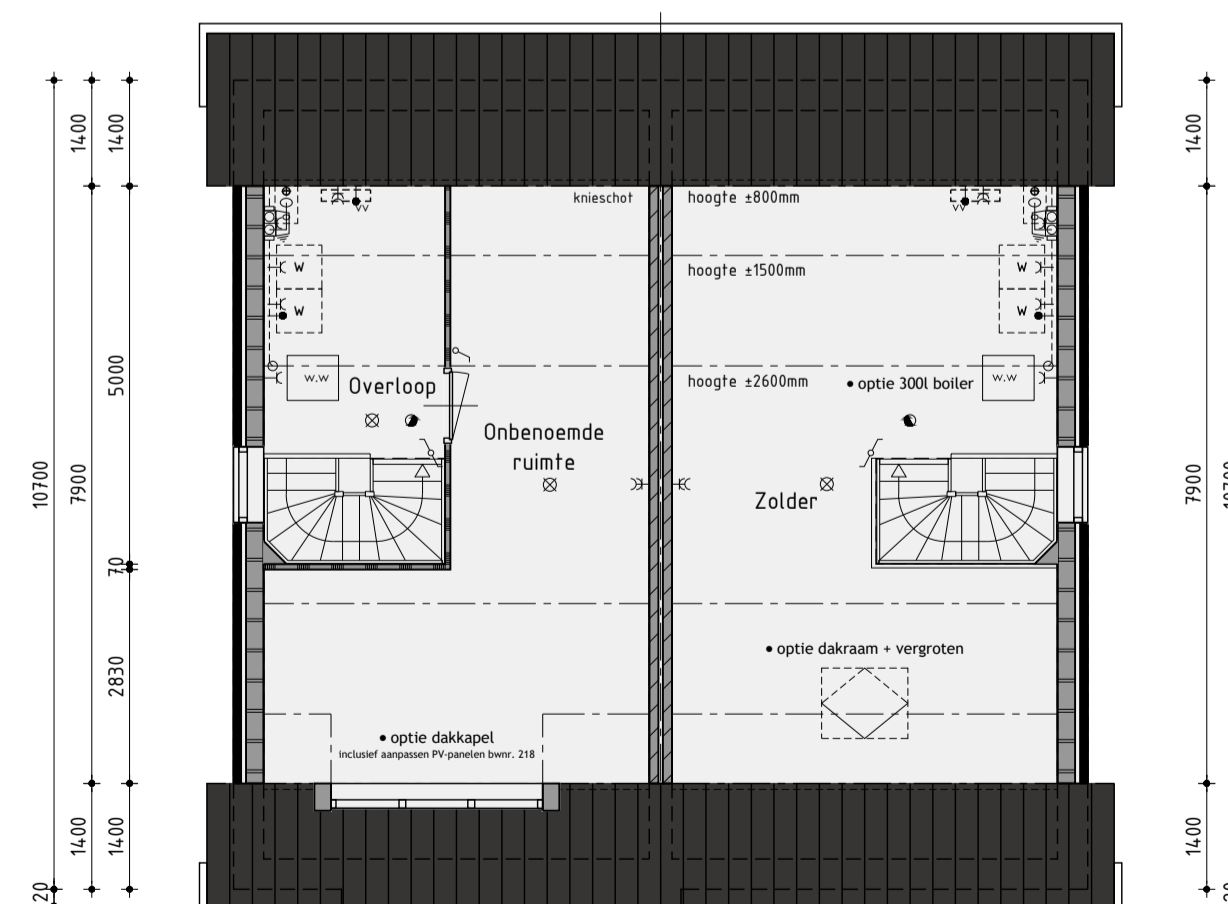 1400
1400
1400
knieschot
hoogte ±800mm
vv
vv
hoogte ±1500mm
W
W
W
W
5000
w.w
Overloop
hoogte ±2600mm
• optie 300l boiler
w.w
Onbenoemde
ruimte
10700
7900
Zolder
7900
70
2830
• optie dakraam + vergroten
• optie dakkapel
inclusief aanpassen PV-panelen bwnr. 218
1400
1400
1400
20